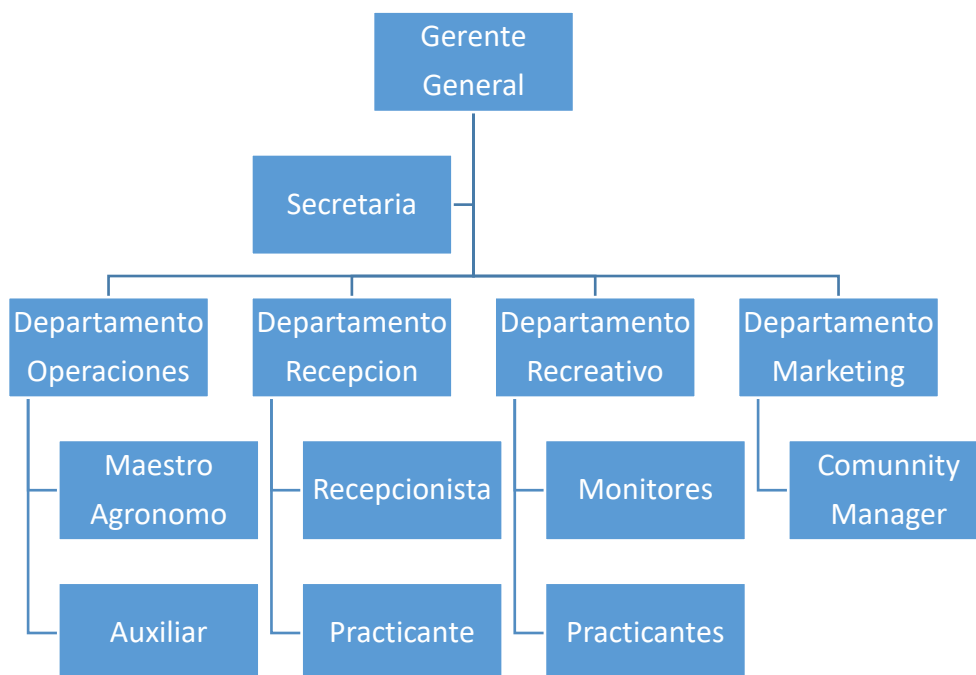 Gerente
General
Secretaria
Departamento
Operaciones
Departamento
Recepcion
Departamento
Recreativo
Departamento
Marketing
Maestro
Agronomo
Recepcionista
Monitores
Comunnity
Manager
Auxiliar
Practicante
Practicantes